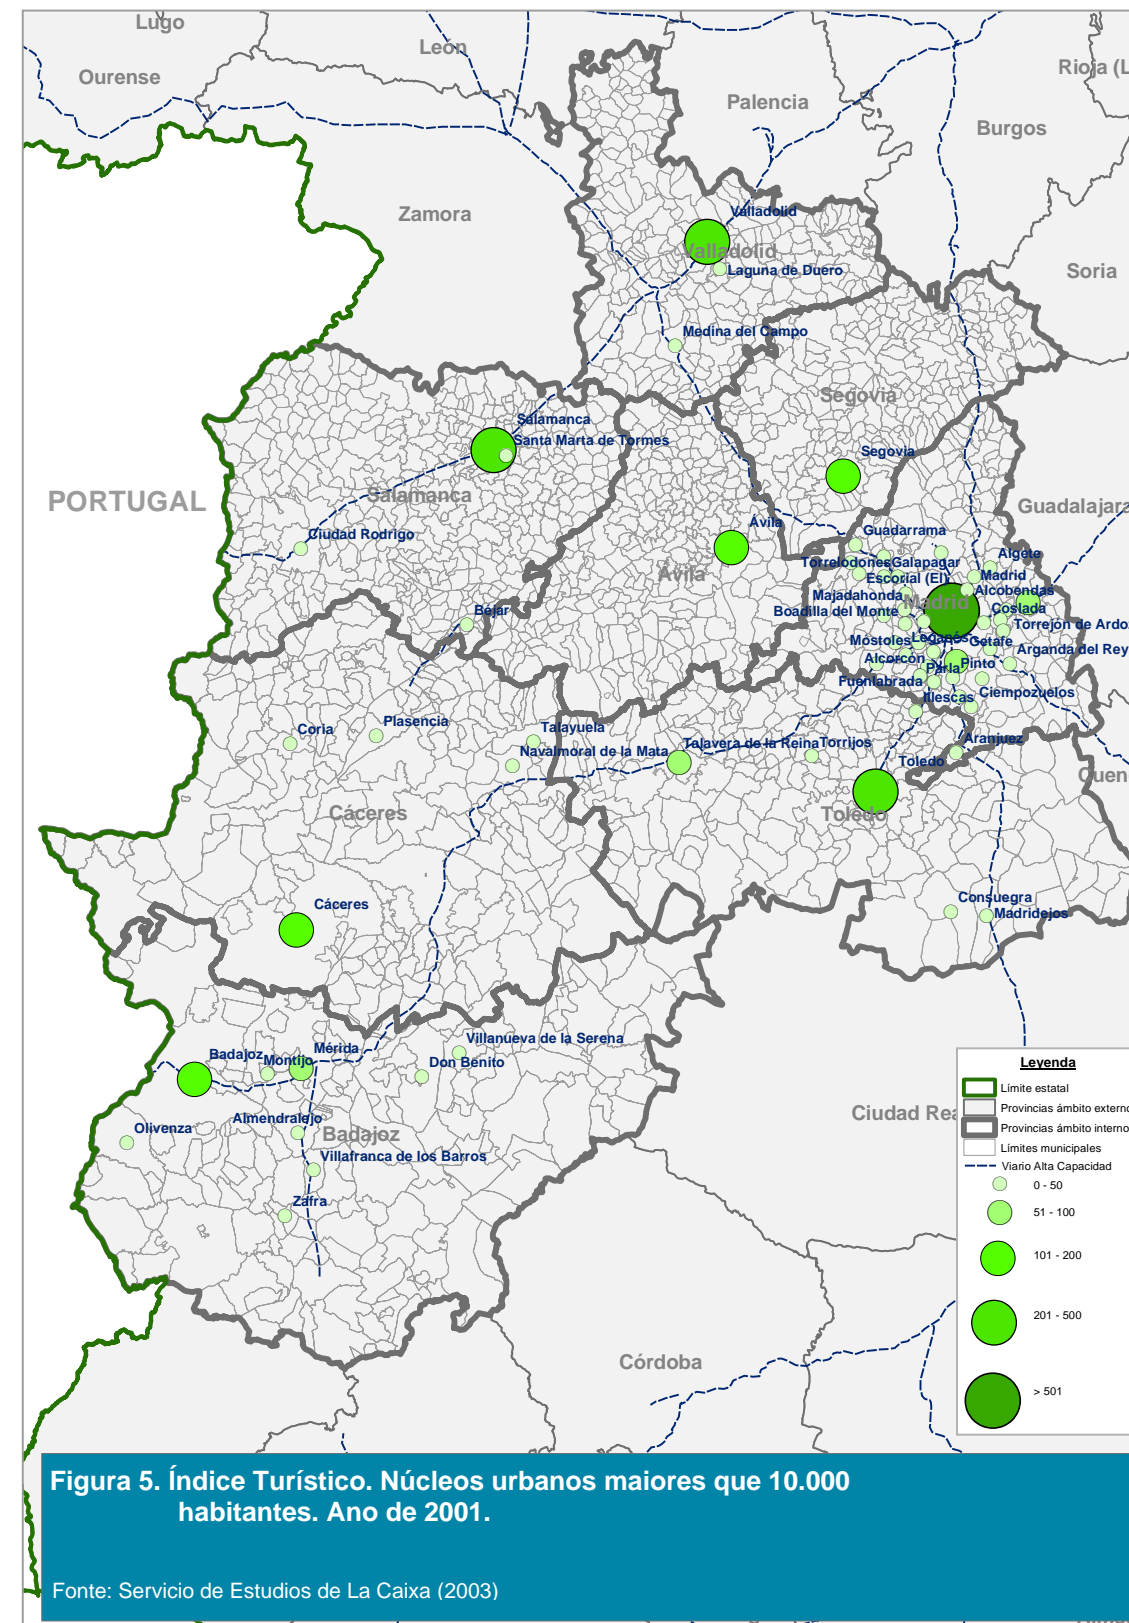 Lugo
León
Ourense
Rioja (L
Palencia
Burgos
Zamora
Valladolid
Valladolid
Soria
Laguna de Duero
Medina del Campo
Segovia
Salamanca
Santa Marta de Tormes
Segovia
PORTUGAL
Salamanca
Guadalajara
Ávila
Ciudad Rodrigo
Guadarrama
Algete
Torrelodones
Galapagar
Ávila
Escorial (El)
Madrid
Alcobendas
Majadahonda
Madrid
Boadilla del Monte
Coslada
Béjar
Torrejón de Ardoz
Móstoles
Leganés
Getafe
Arganda del Rey
Alcorcón
Parla
Pinto
Fuenlabrada
Ciempozuelos
Illescas
Plasencia
Coria
Talayuela
Navalmoral de la Mata
Talavera de la Reina
Torrijos
Aranjuez
Toledo
Cuen
Cáceres
Toledo
Cáceres
Consuegra
Madridejos
Villanueva de la Serena
Badajoz
Montijo
Mérida
Don Benito
Leyenda
Límite estatal
Provincias ámbito externo
Provincias ámbito interno
Límites municipales
Viario Alta Capacidad
0 - 50
51 - 100
101 - 200
201 - 500
> 501
Ciudad Rea
Almendralejo
Olivenza
Badajoz
Villafranca de los Barros
Zafra
Córdoba
Figura 5. Índice Turístico. Núcleos urbanos maiores que 10.000
habitantes. Ano de 2001.
Fonte: Servicio de Estudios de La Caixa (2003)